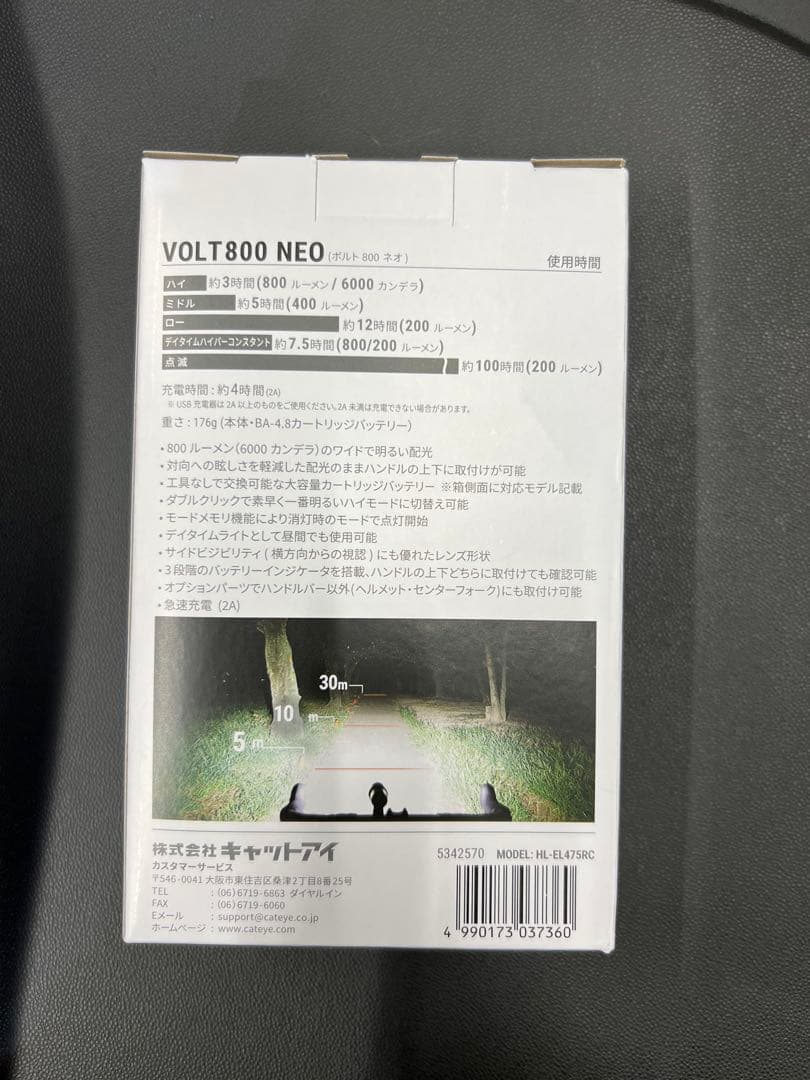 VOLT800 NEO (ボルト 800 ネオ)
使用時間
ハイ 約3時間(800 ルーメン / 6000 カンデラ)
ミドル 約5時間(400 ルーメン)
ロー 約12時間(200 ルーメン)
デイタイムハイパーコンスタント 約7.5時間(800/200 ルーメン)
点滅 約100時間(200 ルーメン)
充電時間 : 約4時間(2A)
※ USB 充電器は 2A 以上のものをご使用ください。2A 未満は充電できない場合があります。
重さ : 176g (本体・BA-4.8カートリッジバッテリー)
・800 ルーメン(6000 カンデラ)のワイドで明るい配光
・対向への眩しさを軽減した配光のままハンドルの上下に取付けが可能
・工具なしで交換可能な大容量カートリッジバッテリー ※箱側面に対応モデル記載
・ダブルクリックで素早く一番明るいハイモードに切替え可能
・モードメモリ機能により消灯時のモードで点灯開始
・デイタイムライトとして昼間でも使用可能
・サイドビジビリティ ( 横方向からの視認 ) にも優れたレンズ形状
・3 段階のバッテリーインジケータを搭載、ハンドルの上下どちらに取付けても確認可能
・オプションパーツでハンドルバー以外(ヘルメット・センターフォーク)にも取付け可能
・急速充電 (2A)
30m
10 m
5 m
株式会社 キャットアイ
5342570 MODEL: HL-EL475RC
カスタマーサービス
〒546-0041 大阪市東住吉区桑津2丁目8番25号
TEL : (06)6719-6863 ダイヤルイン
FAX : (06)6719-6060
Eメール : support@cateye.co.jp
ホームページ : www.cateye.com
4 990173 037360